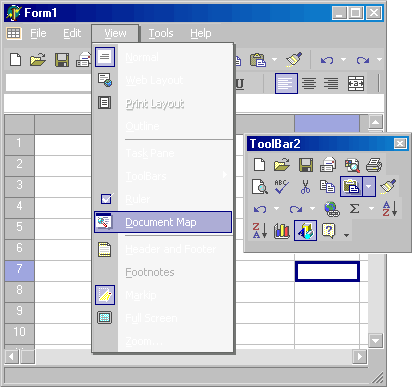 Form1
File Edit View Tools Help
Normal
Web Layout
Print Layout
Outline
Task Pane
ToolBars
Ruler
Document Map
Header and Footer
Footnotes
Markup
Full Screen
Zoom
U
1
2
3
4
5
6
7
8
9
10
ToolBar2
ABC
Σ
A
Z
Z
A
?